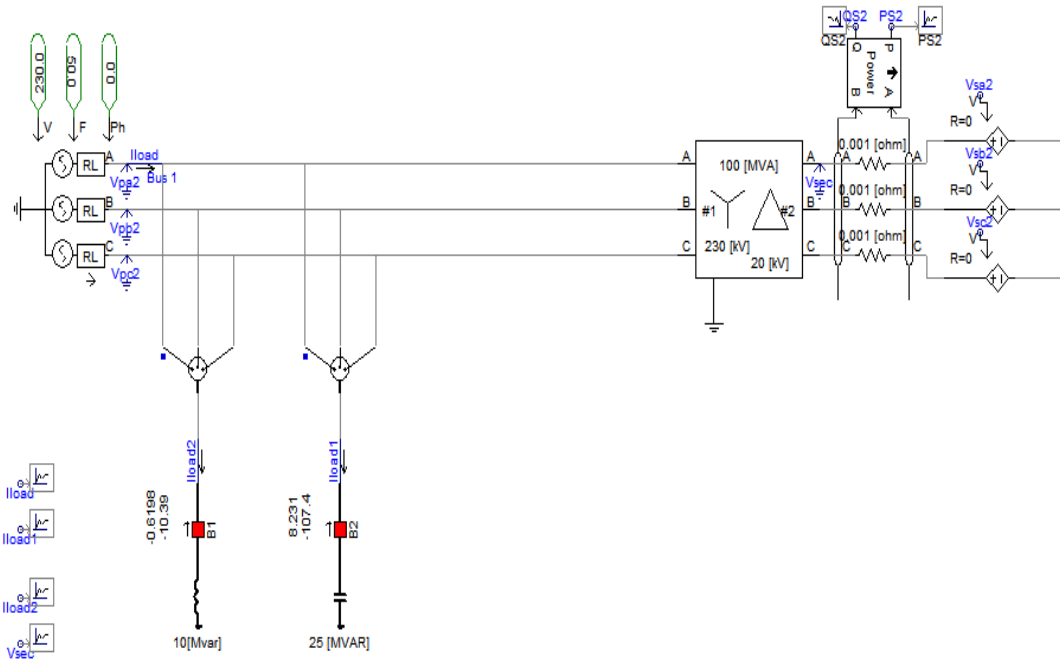 QS2 PS2
QS2 PS2
Q P
Power
B A
230.0 50.0 0.0
V F Ph
RL A Iload
Vpa2 Bus 1
RL B
Vpb2
RL C
Vpc2
A 100 [MVA] A
B #1 #2 B
C 230 [kV] 20 [kV] C
Vsec
A 0.001 [ohm] A
B 0.001 [ohm] B
C 0.001 [ohm] C
Vsa2
V
R=0
Vsb2
V
R=0
Vsc2
V
R=0
Iload2
Iload1
-0.6198
-10.39
B1
8.231
-107.4
B2
10[Mvar]
25 [MVAR]
Iload
Iload1
Iload2
Vsec